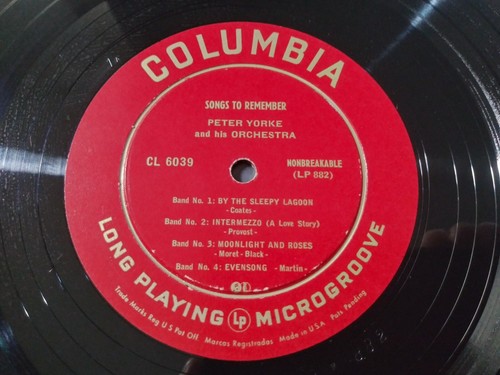 COLUMBIA
SONGS TO REMEMBER
PETER YORKE
and his ORCHESTRA
CL 6039
NONBREAKABLE
(LP 882)
Band No. 1: BY THE SLEEPY LAGOON
- Coates -
Band No. 2: INTERMEZZO (A Love Story)
- Provost -
Band No. 3: MOONLIGHT AND ROSES
- Moret - Black -
Band No. 4: EVENSONG - Martin -
LONG PLAYING LP MICROGROOVE
Trade Marks Reg U S Pat Off Marcas Registradas Made in U.S.A. Pats. Pending